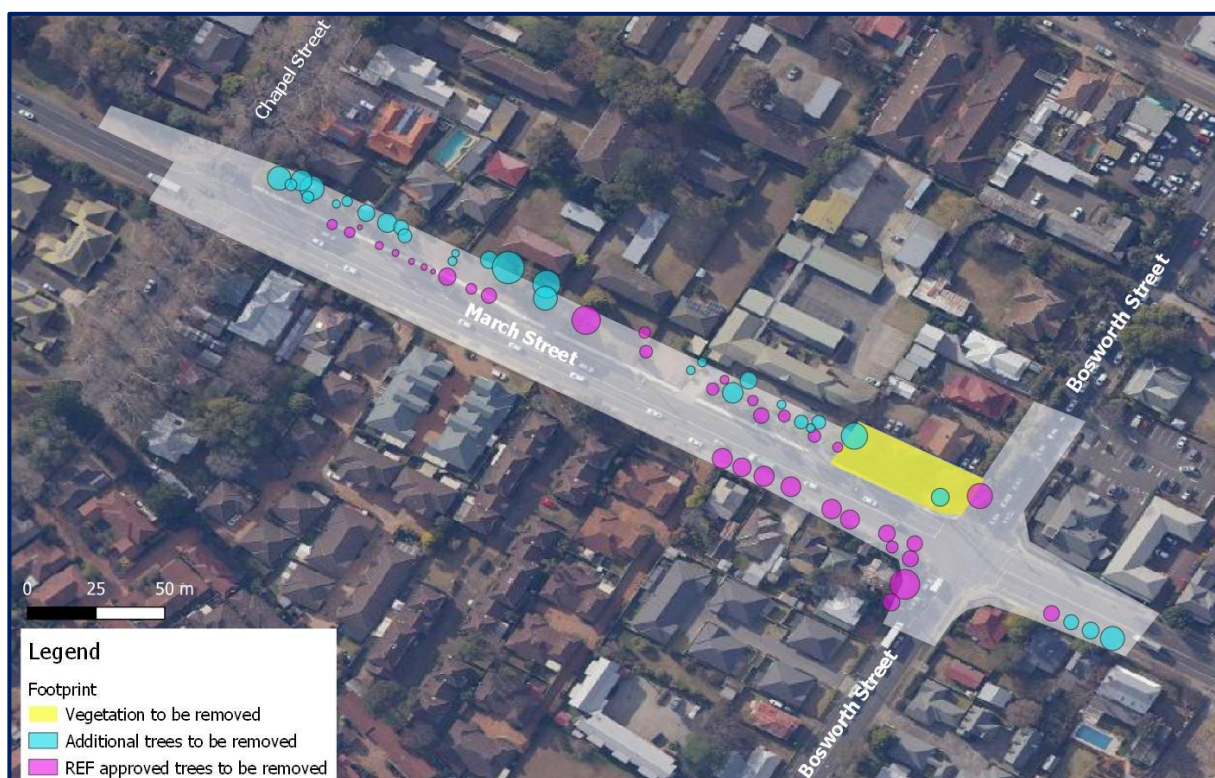 Chapel Street
March Street
Bosworth Street
Bosworth Street
0 25 50 m
Legend
Footprint
Vegetation to be removed
Additional trees to be removed
REF approved trees to be removed